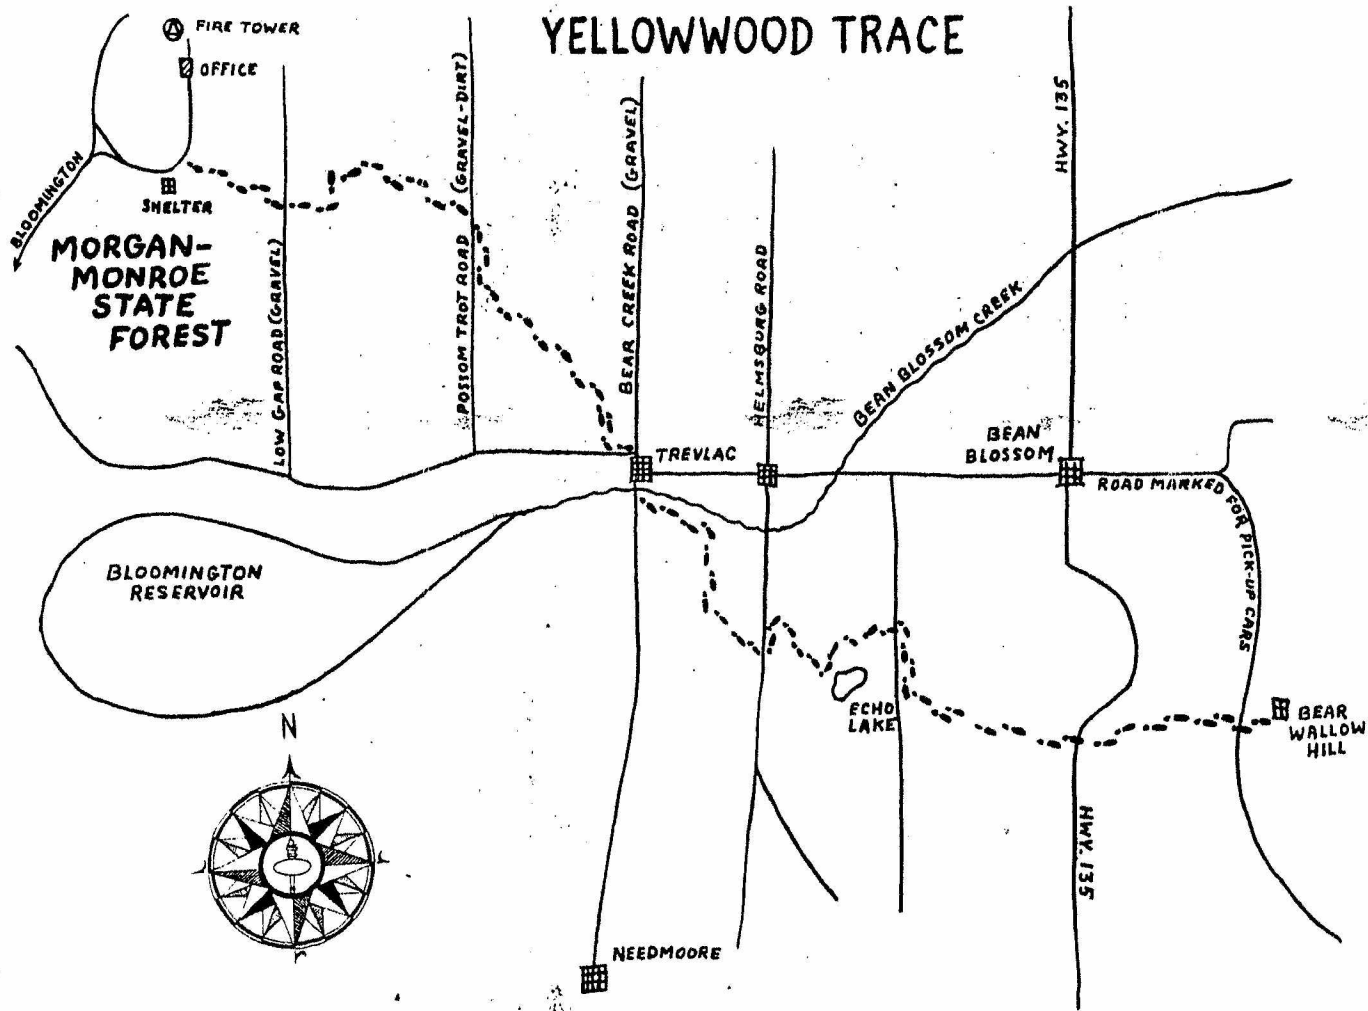 YELLOWWOOD TRACE
FIRE TOWER
OFFICE
BLOOMINGTON
SHELTER
MORGAN-
MONROE
STATE
FOREST
LOW GAP ROAD (GRAVEL)
POSSOM TROT ROAD (GRAVEL-DIRT)
BEAR CREEK ROAD (GRAVEL)
HELMSBURG ROAD
HWY. 135
BEAN BLOSSOM CREEK
TREVLAC
BEAN
BLOSSOM
ROAD MARKED FOR PICK-UP CARS
BLOOMINGTON
RESERVOIR
ECHO
LAKE
BEAR
WALLOW
HILL
N
HWY. 135
NEEDMOORE